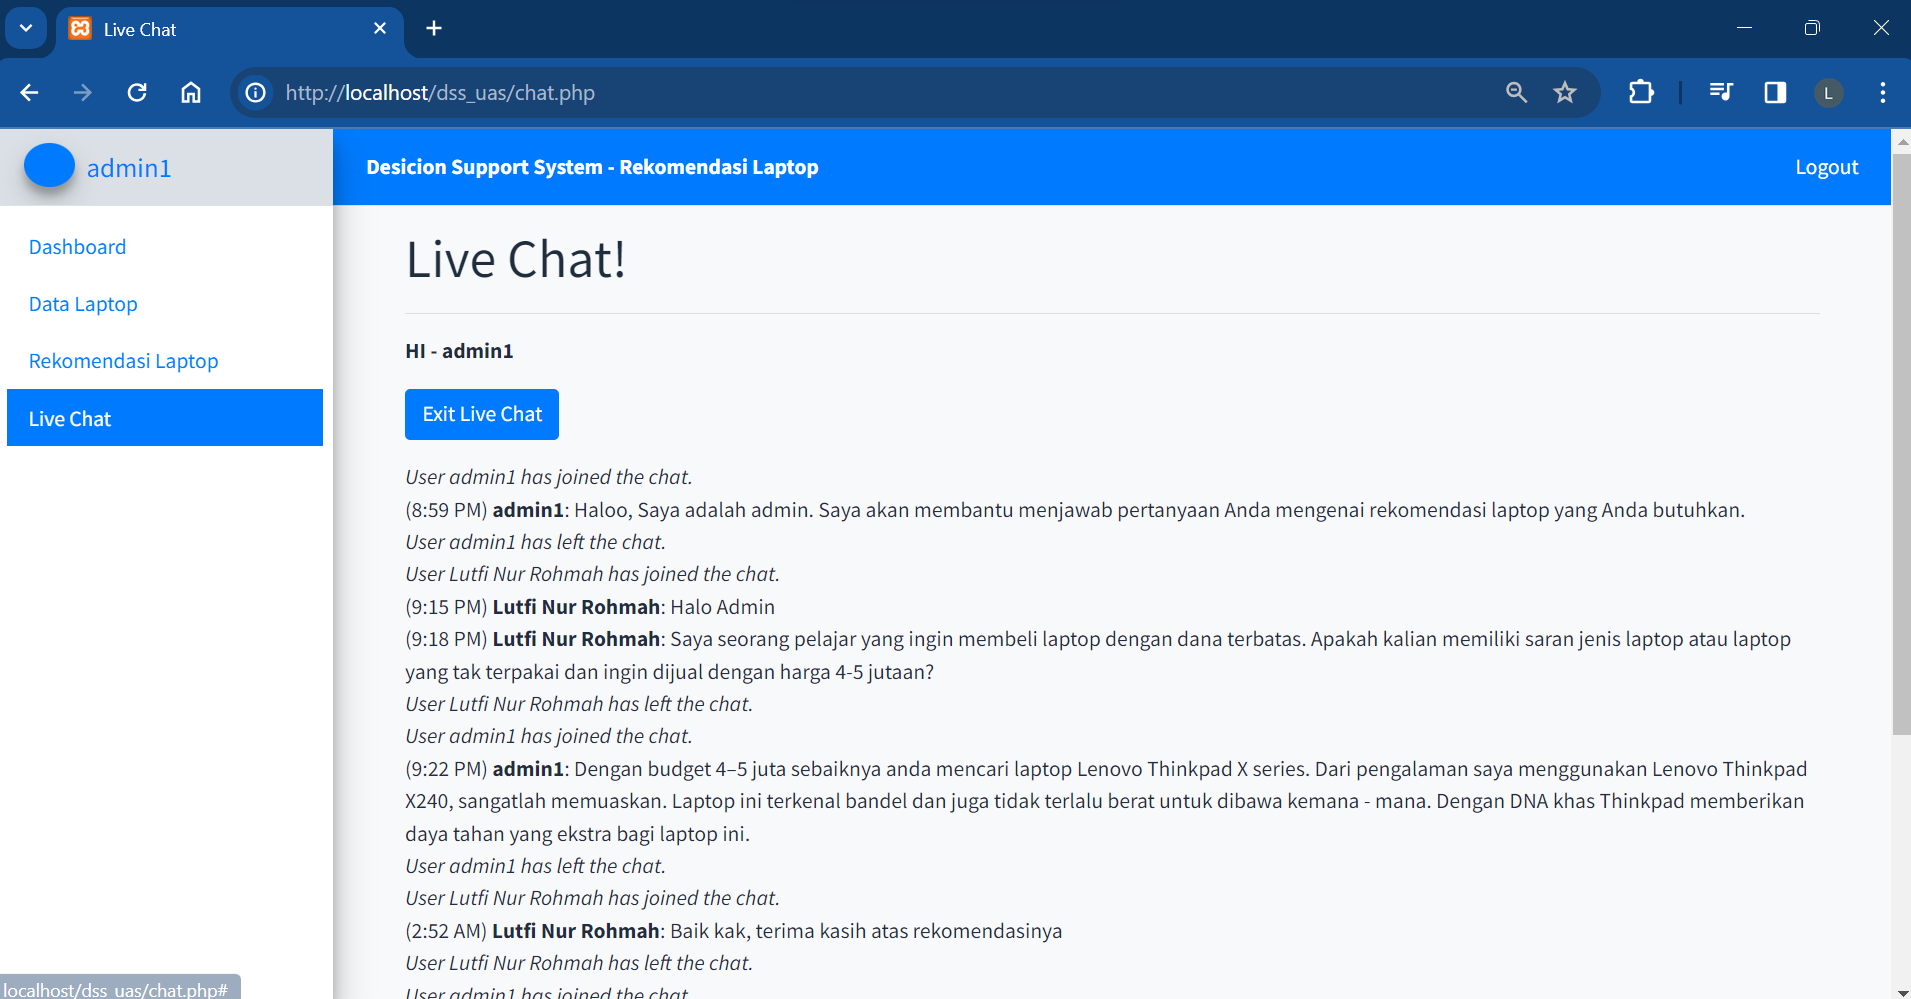 Live Chat
http://localhost/dss_uas/chat.php
L
admin1
Desicion Support System - Rekomendasi Laptop
Logout
Dashboard
Data Laptop
Rekomendasi Laptop
Live Chat
Live Chat!
HI - admin1
Exit Live Chat
User admin1 has joined the chat.
(8:59 PM) admin1: Haloo, Saya adalah admin. Saya akan membantu menjawab pertanyaan Anda mengenai rekomendasi laptop yang Anda butuhkan.
User admin1 has left the chat.
User Lutfi Nur Rohmah has joined the chat.
(9:15 PM) Lutfi Nur Rohmah: Halo Admin
(9:18 PM) Lutfi Nur Rohmah: Saya seorang pelajar yang ingin membeli laptop dengan dana terbatas. Apakah kalian memiliki saran jenis laptop atau laptop
yang tak terpakai dan ingin dijual dengan harga 4-5 jutaan?
User Lutfi Nur Rohmah has left the chat.
User admin1 has joined the chat.
(9:22 PM) admin1: Dengan budget 4–5 juta sebaiknya anda mencari laptop Lenovo Thinkpad X series. Dari pengalaman saya menggunakan Lenovo Thinkpad
X240, sangatlah memuaskan. Laptop ini terkenal bandel dan juga tidak terlalu berat untuk dibawa kemana - mana. Dengan DNA khas Thinkpad memberikan
daya tahan yang ekstra bagi laptop ini.
User admin1 has left the chat.
User Lutfi Nur Rohmah has joined the chat.
(2:52 AM) Lutfi Nur Rohmah: Baik kak, terima kasih atas rekomendasinya
User Lutfi Nur Rohmah has left the chat.
User admin1 has joined the chat.
localhost/dss_uas/chat.php#